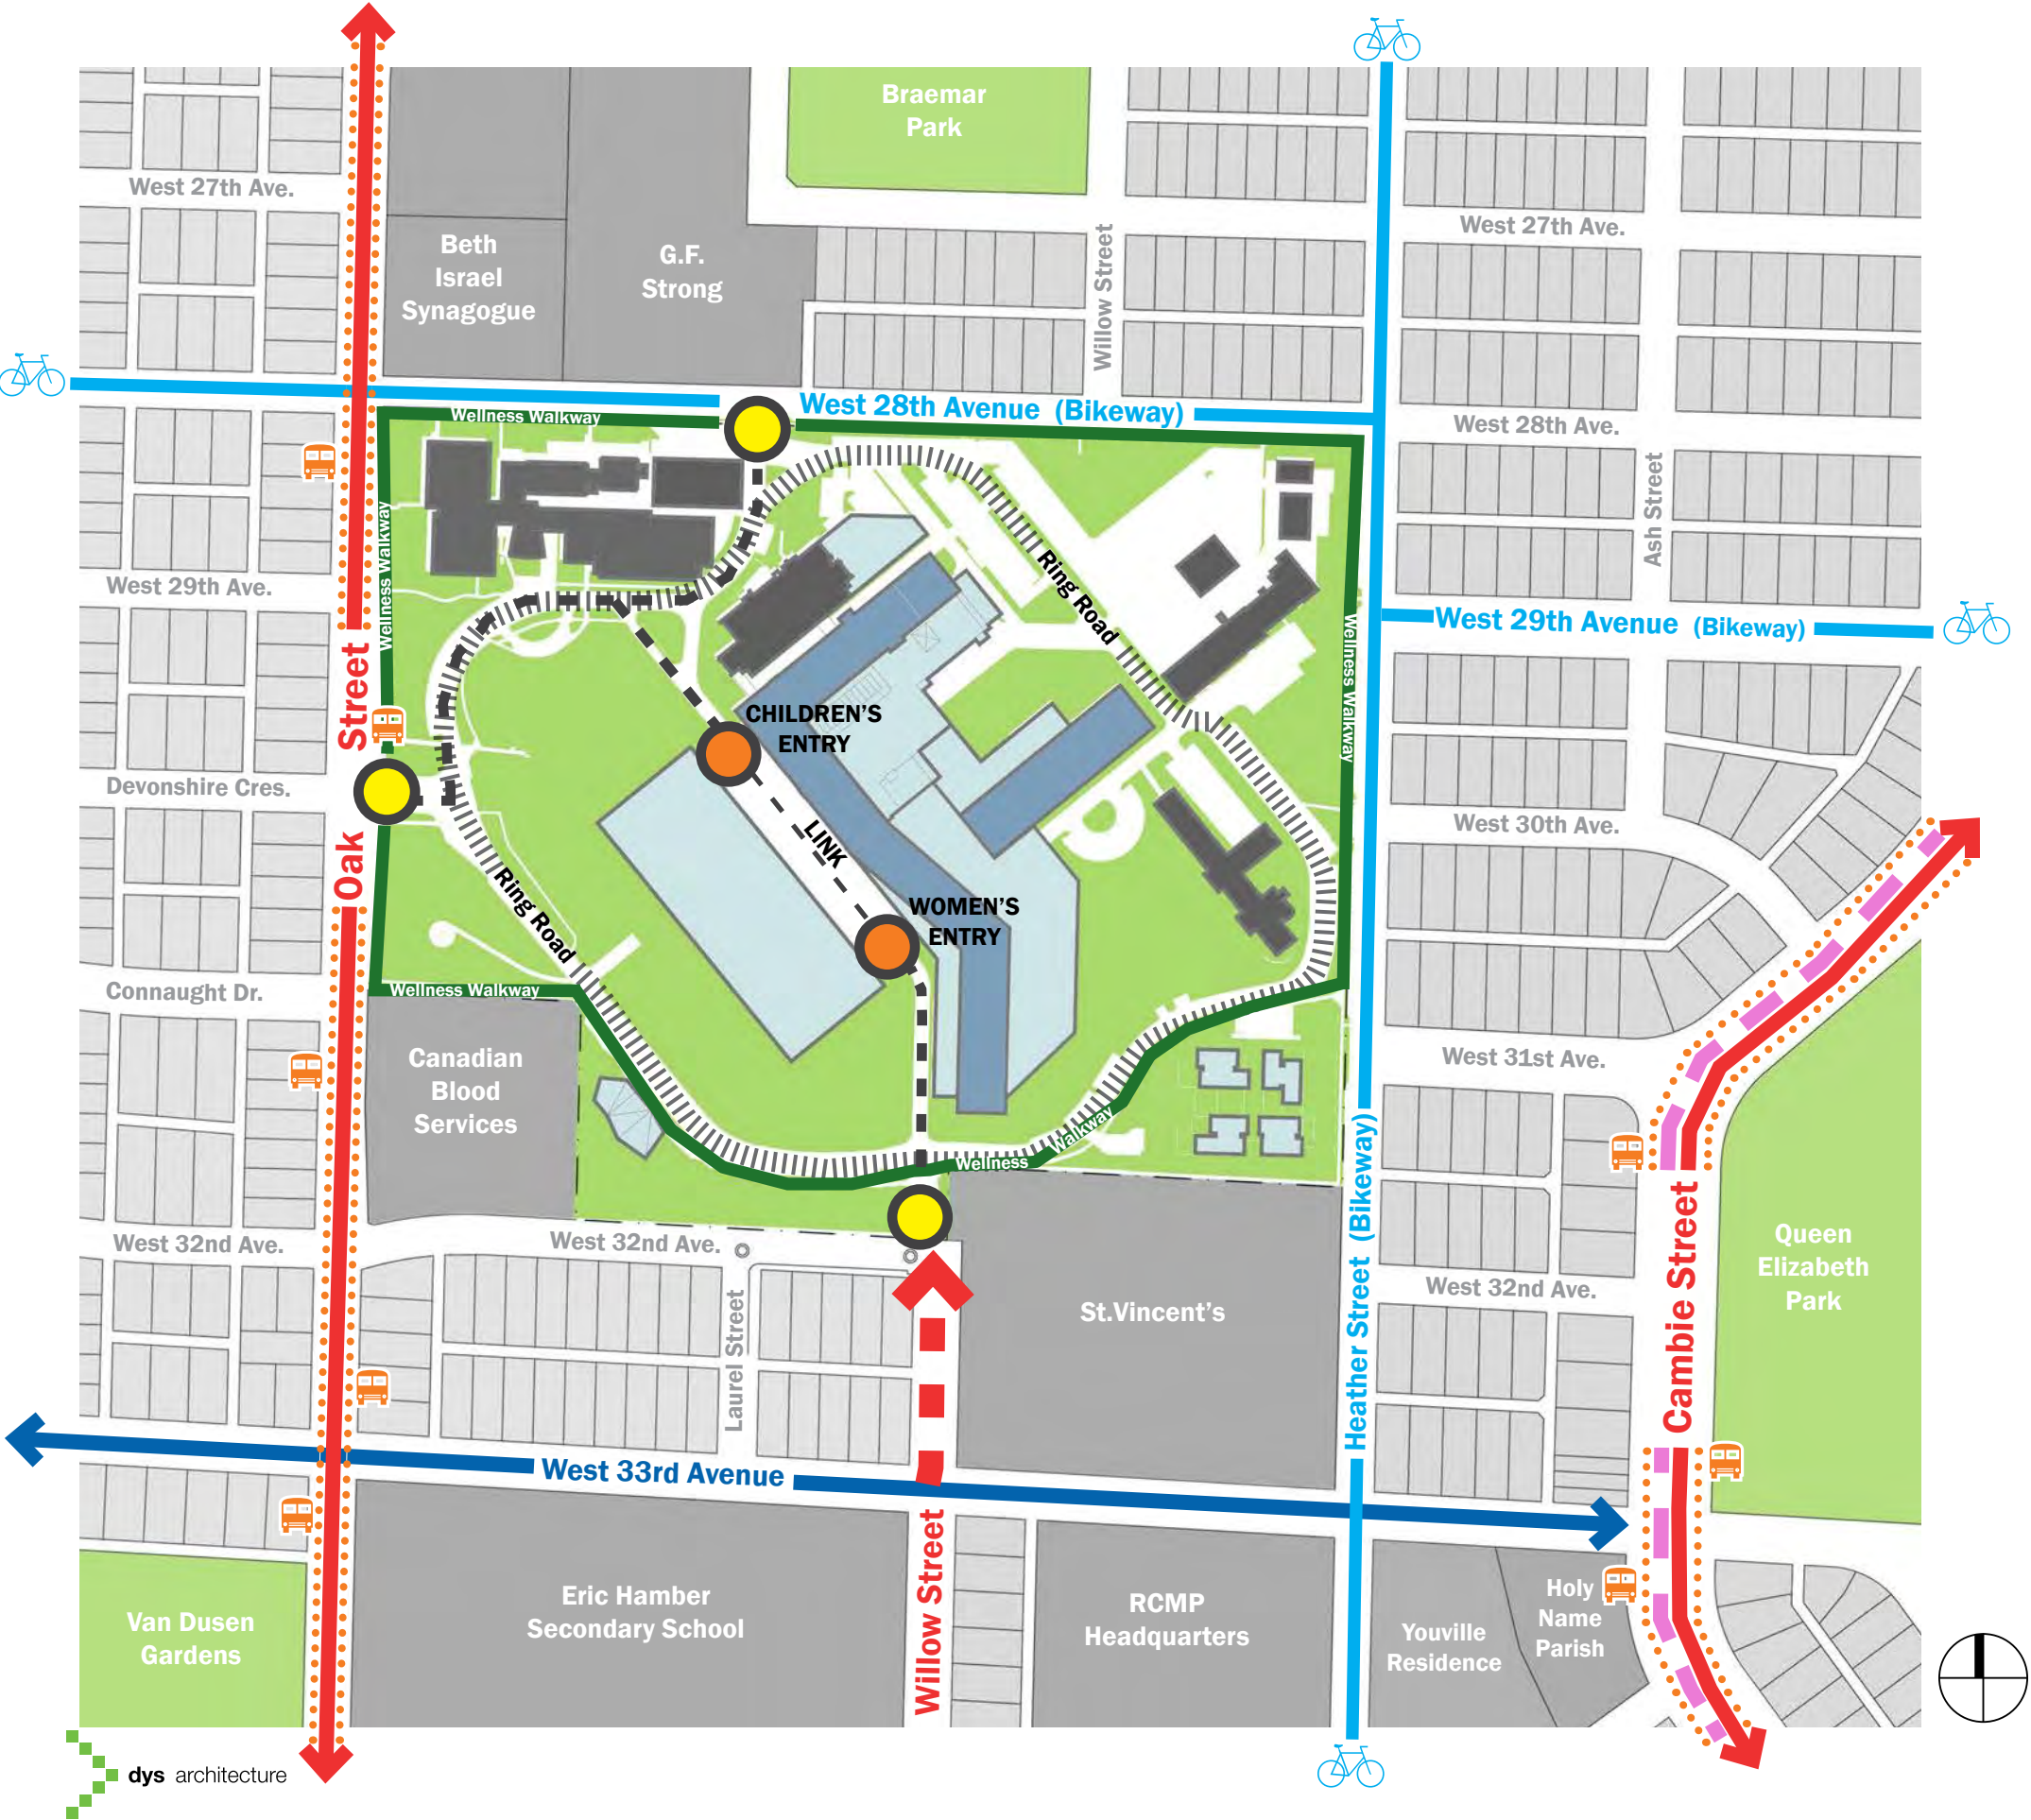 Braemar
Park
West 27th Ave.
West 27th Ave.
Beth
Israel
Synagogue
G.F.
Strong
Willow Street
West 28th Avenue (Bikeway)
Wellness Walkway
West 28th Ave.
Ash Street
Wellness Walkway
West 29th Ave.
Ring Road
West 29th Avenue (Bikeway)
Wellness Walkway
Oak Street
CHILDREN'S
ENTRY
Devonshire Cres.
LINK
West 30th Ave.
Ring Road
WOMEN'S
ENTRY
Connaught Dr.
Wellness Walkway
Canadian
Blood
Services
West 31st Ave.
Wellness Walkway
Heather Street (Bikeway)
Cambie Street
Queen
Elizabeth
Park
West 32nd Ave.
West 32nd Ave.
West 32nd Ave.
Laurel Street
St.Vincent's
West 33rd Avenue
Willow Street
Van Dusen
Gardens
Eric Hamber
Secondary School
RCMP
Headquarters
Youville
Residence
Holy
Name
Parish
dys architecture